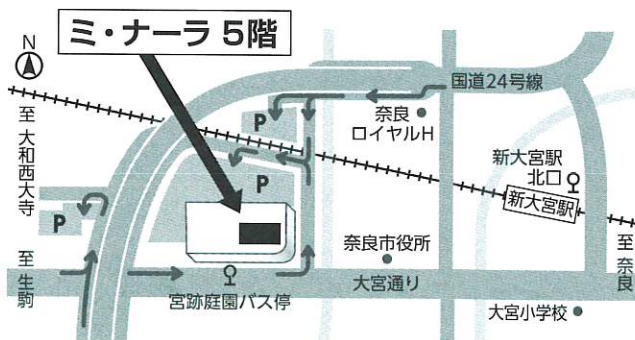 ミ・ナーラ 5階
N
国道24号線
P
奈良
ロイヤルH
至 大和西大寺
新大宮駅
北口
P
P
新大宮駅
奈良市役所
至 奈良
至 生駒
大宮通り
宮跡庭園バス停
大宮小学校